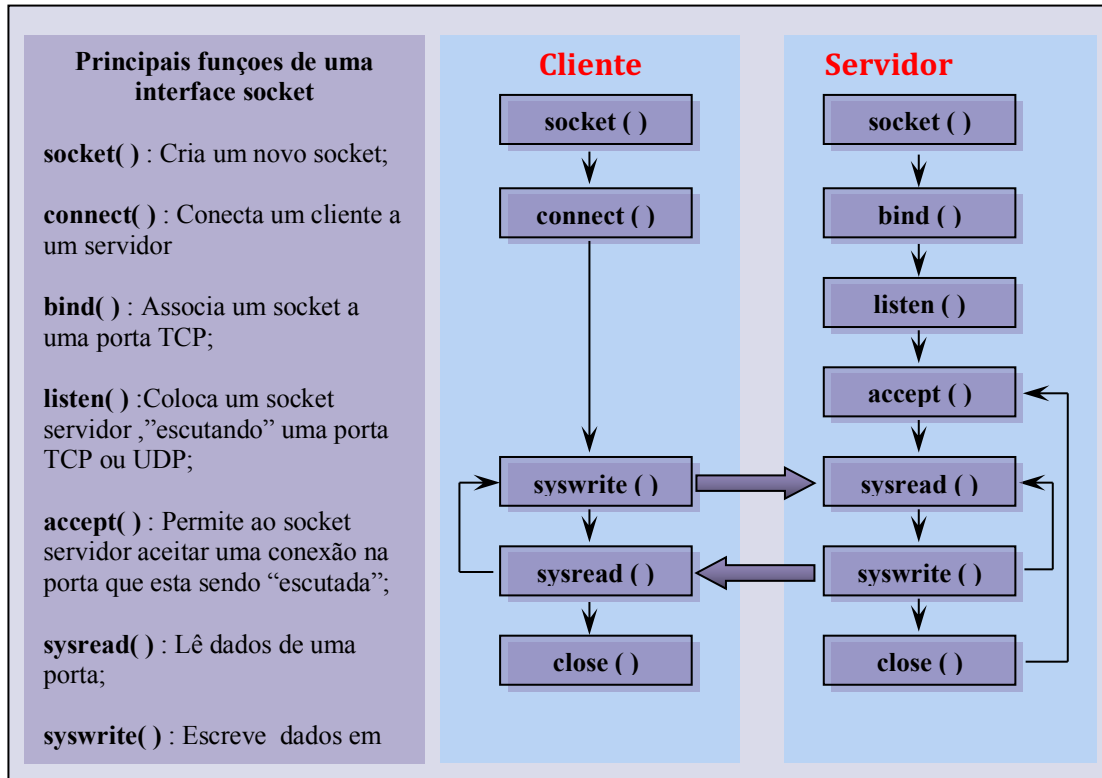 Principais funçoes de uma
interface socket
socket( ) : Cria um novo socket;
connect( ) : Conecta um cliente a
um servidor
bind( ) : Associa um socket a
uma porta TCP;
listen( ) :Coloca um socket
servidor ,”escutando” uma porta
TCP ou UDP;
accept( ) : Permite ao socket
servidor aceitar uma conexão na
porta que esta sendo “escutada”;
sysread( ) : Lê dados de uma
porta;
syswrite( ) : Escreve dados em
Cliente
socket ( )
connect ( )
syswrite ( )
sysread ( )
close ( )
Servidor
socket ( )
bind ( )
listen ( )
accept ( )
sysread ( )
syswrite ( )
close ( )